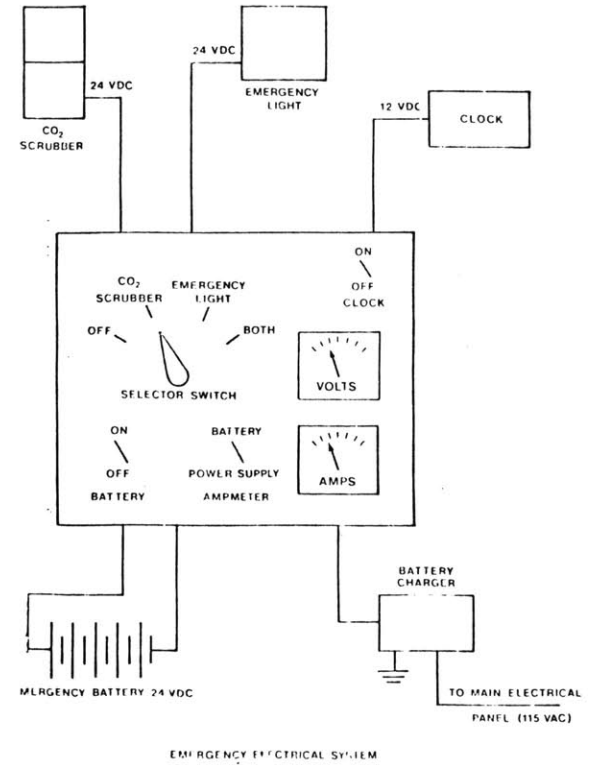 24 VDC
EMERGENCY
LIGHT
24 VDC
CO2
SCRUBBER
12 VDC
CLOCK
ON
OFF
CLOCK
CO2
SCRUBBER
EMERGENCY
LIGHT
OFF
BOTH
SELECTOR SWITCH
VOLTS
ON
OFF
BATTERY
BATTERY
POWER SUPPLY
AMPMETER
AMPS
BATTERY
CHARGER
MERGENCY BATTERY 24 VDC
TO MAIN ELECTRICAL
PANEL (115 VAC)
EMERGENCY ELECTRICAL SYSTEM